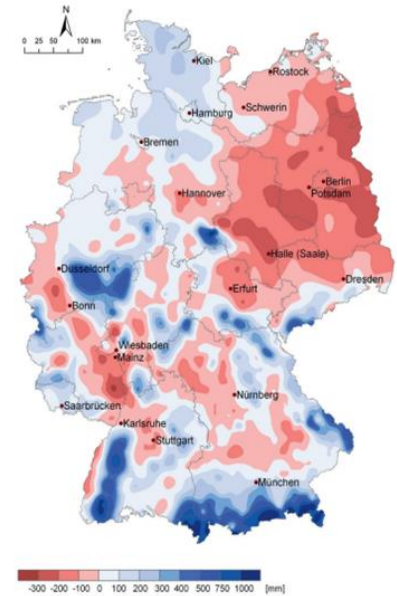 N
0 25 50 100 km
Kiel
Rostock
Schwerin
Hamburg
Bremen
Berlin
Potsdam
Hannover
Halle (Saale)
Düsseldorf
Dresden
Erfurt
Bonn
Wiesbaden
Mainz
Nürnberg
Saarbrücken
Karlsruhe
Stuttgart
München
-300 -200 -100 0 100 200 300 400 500 750 1000 [mm]